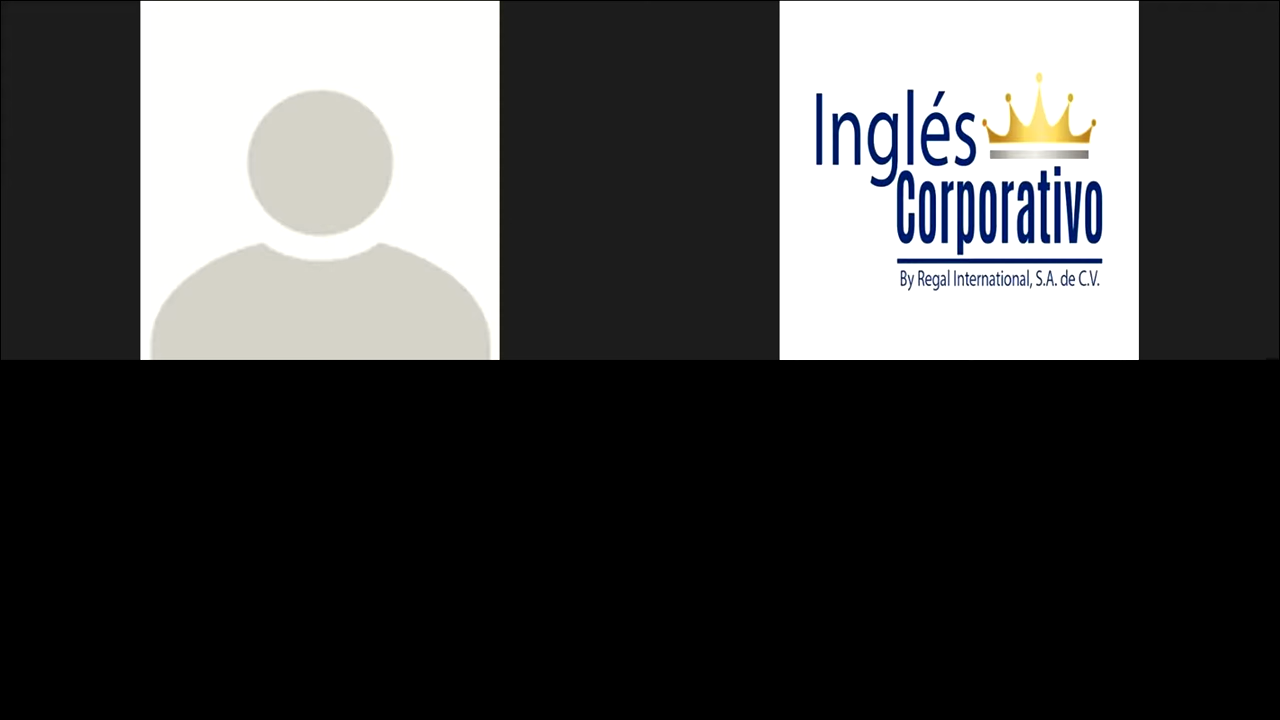 Inglés
Corporativo
By Regal International, S.A. de C.V.